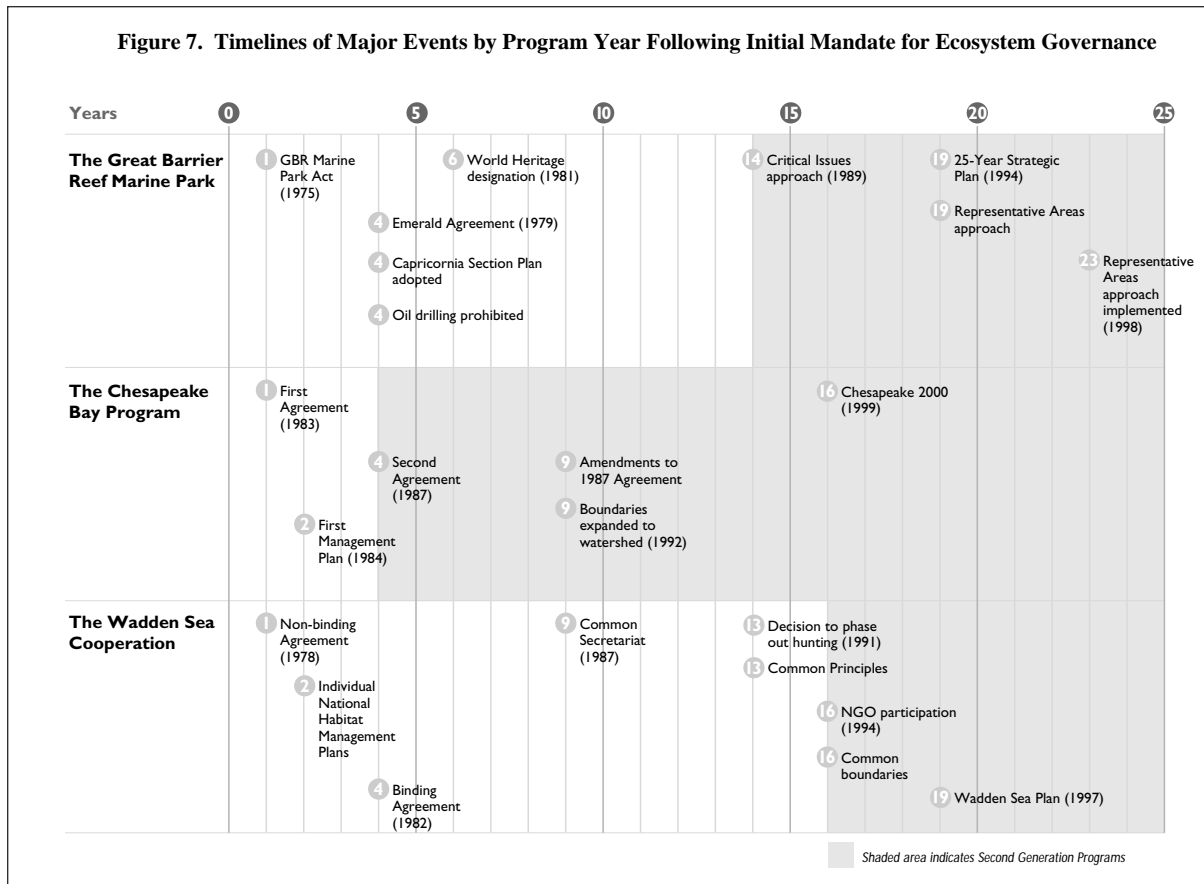 Figure 7. Timelines of Major Events by Program Year Following Initial Mandate for Ecosystem Governance
Years 0 5 10 15 20 25
The Great Barrier
Reef Marine Park
1 GBR Marine
Park Act
(1975)
4 Emerald Agreement (1979)
4 Capricornia Section Plan
adopted
4 Oil drilling prohibited
6 World Heritage
designation (1981)
14 Critical Issues
approach (1989)
19 25-Year Strategic
Plan (1994)
19 Representative Areas
approach
23 Representative
Areas
approach
implemented
(1998)
The Chesapeake
Bay Program
1 First
Agreement
(1983)
2 First
Management
Plan (1984)
4 Second
Agreement
(1987)
9 Amendments to
1987 Agreement
9 Boundaries
expanded to
watershed (1992)
16 Chesapeake 2000
(1999)
The Wadden Sea
Cooperation
1 Non-binding
Agreement
(1978)
2 Individual
National
Habitat
Management
Plans
4 Binding
Agreement
(1982)
9 Common
Secretariat
(1987)
13 Decision to phase
out hunting (1991)
13 Common Principles
16 NGO participation
(1994)
16 Common
boundaries
19 Wadden Sea Plan (1997)
Shaded area indicates Second Generation Programs